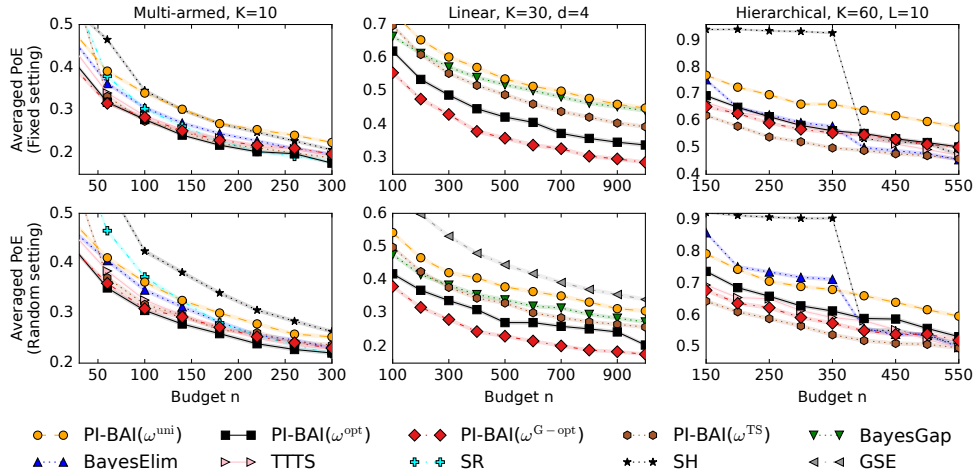 Multi-armed, K=10
Linear, K=30, d=4
Hierarchical, K=60, L=10
Averaged PoE
(Fixed setting)
0.5
0.4
0.3
0.2
50 100 150 200 250 300
0.7
0.6
0.5
0.4
0.3
100 300 500 700 900
0.9
0.8
0.7
0.6
0.5
0.4
150 250 350 450 550
Averaged PoE
(Random setting)
0.5
0.4
0.3
0.2
50 100 150 200 250 300
Budget n
0.6
0.5
0.4
0.3
0.2
100 300 500 700 900
Budget n
0.9
0.8
0.7
0.6
0.5
150 250 350 450 550
Budget n
PI-BAI(ω^uni) PI-BAI(ω^opt) PI-BAI(ω^G−opt) PI-BAI(ω^TS) BayesGap
BayesElim TTTS SR SH GSE